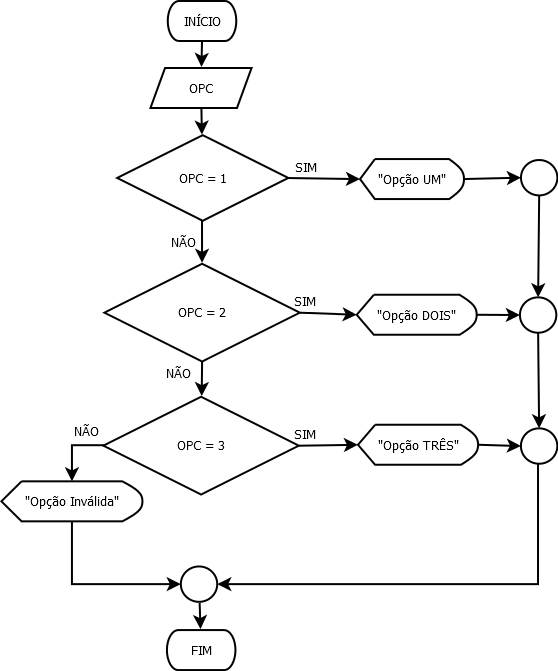 INÍCIO
OPC
OPC = 1
SIM
"Opção UM"
NÃO
OPC = 2
SIM
"Opção DOIS"
NÃO
OPC = 3
SIM
"Opção TRÊS"
NÃO
"Opção Inválida"
FIM